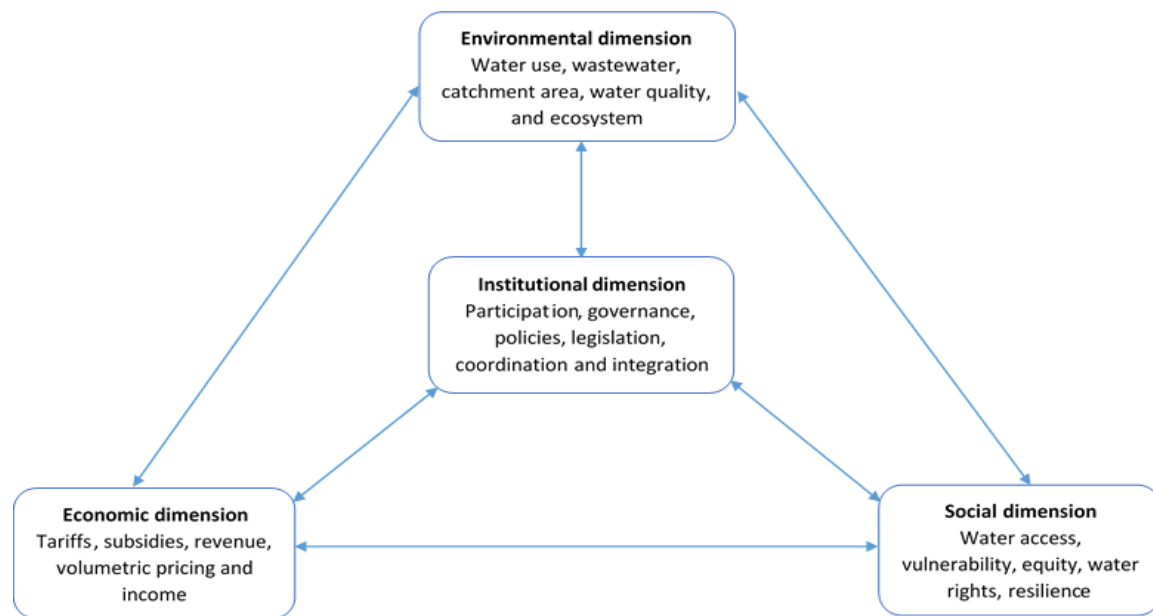 Environmental dimension
Water use, wastewater,
catchment area, water quality,
and ecosystem
Institutional dimension
Participation, governance,
policies, legislation,
coordination and integration
Economic dimension
Tariffs, subsidies, revenue,
volumetric pricing and
income
Social dimension
Water access,
vulnerability, equity, water
rights, resilience